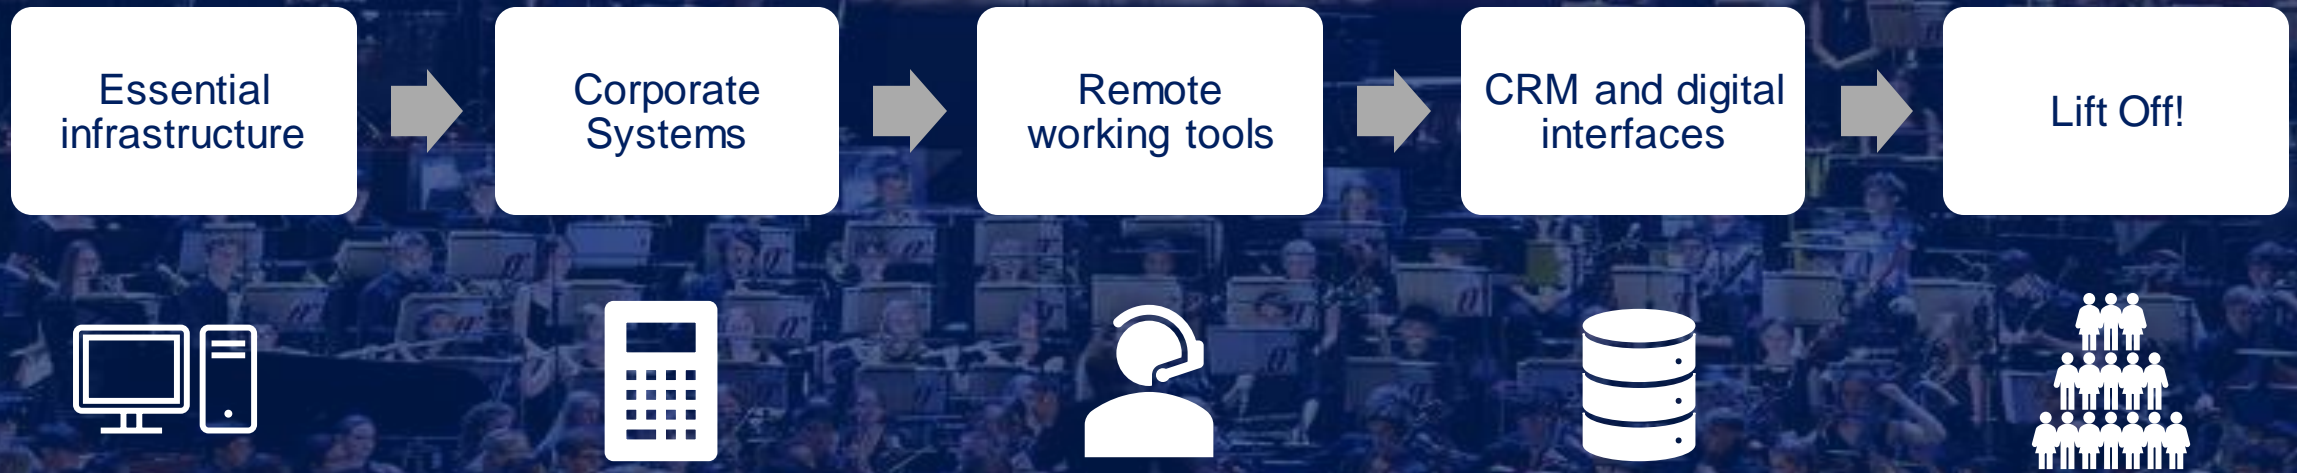 Essential
infrastructure
Corporate
Systems
Remote
working tools
CRM and digital
interfaces
Lift Off!